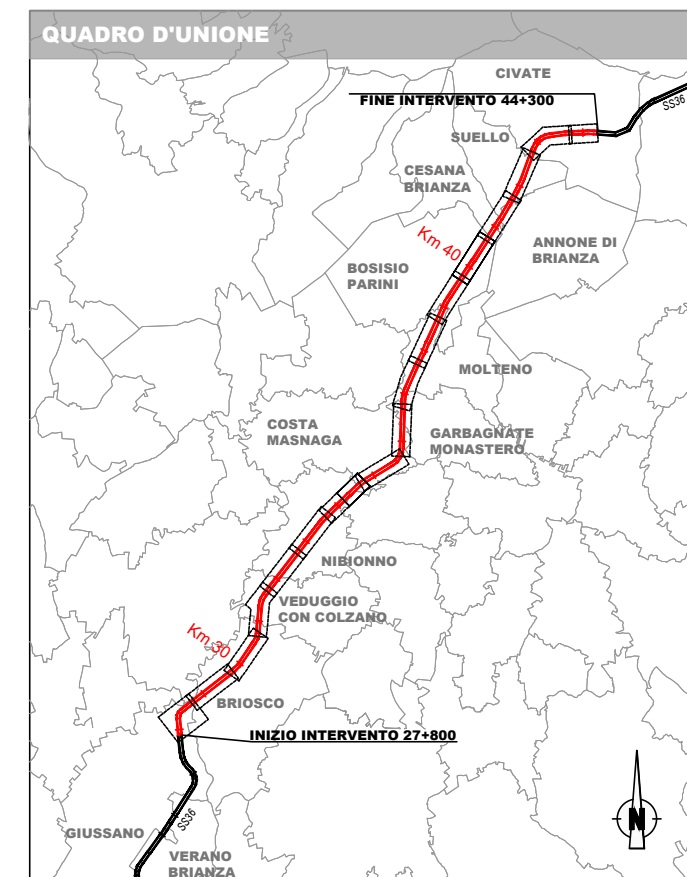 QUADRO D'UNIONE
CIVATE
FINE INTERVENTO 44+300
SS36
SUELLO
CESANA
BRIANZA
Km 40
ANNONE DI
BRIANZA
BOSISIO
PARINI
MOLTENO
COSTA
MASNAGA
GARBAGNATE
MONASTERO
NIBIONNO
VEDUGGIO
CON COLZANO
Km 30
BRIOSCO
INIZIO INTERVENTO 27+800
SS36
GIUSSANO
VERANO
BRIANZA
N